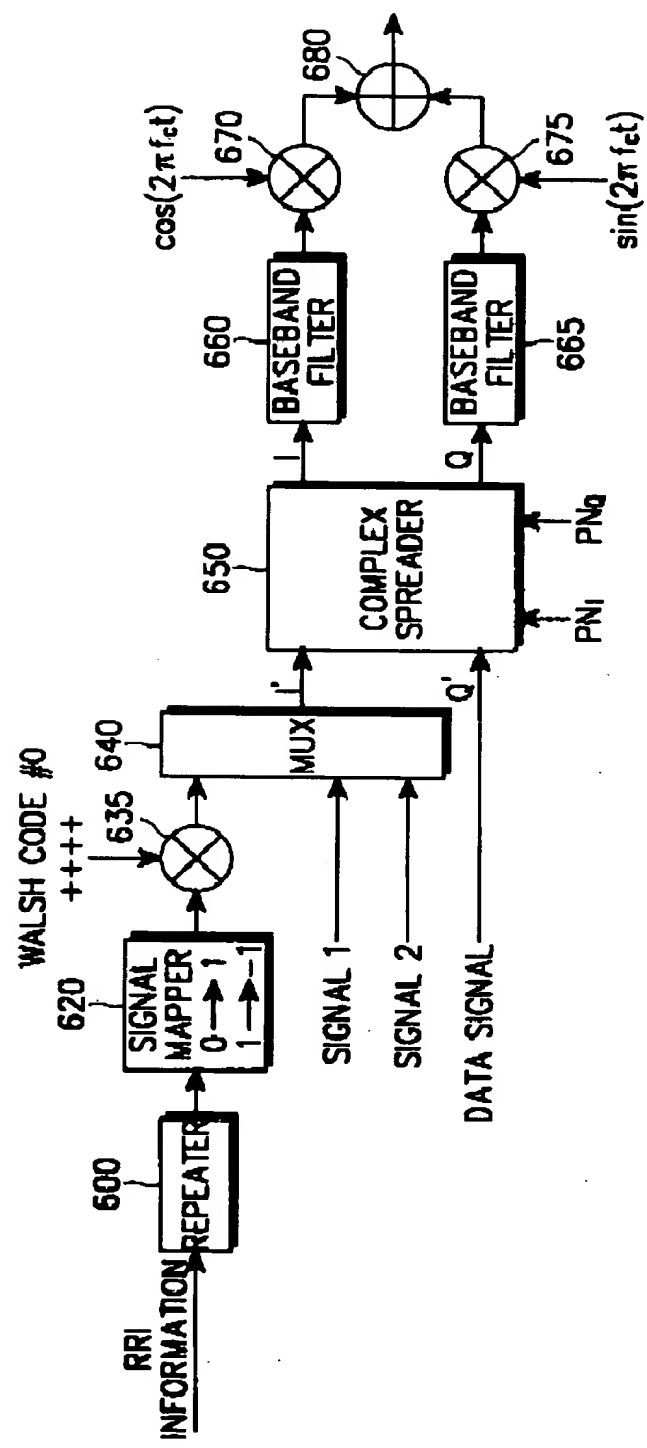 RRI
INFORMATION
600
REPEATER
620
SIGNAL
MAPPER
0 → 1
1 → -1
WALSH CODE #0
++++
635
640
MUX
SIGNAL 1
SIGNAL 2
DATA SIGNAL
I'
Q'
650
COMPLEX
SPREADER
PNI
PNQ
I
Q
660
BASEBAND
FILTER
BASEBAND
FILTER
665
cos(2πfct)
670
675
sin(2πfct)
680